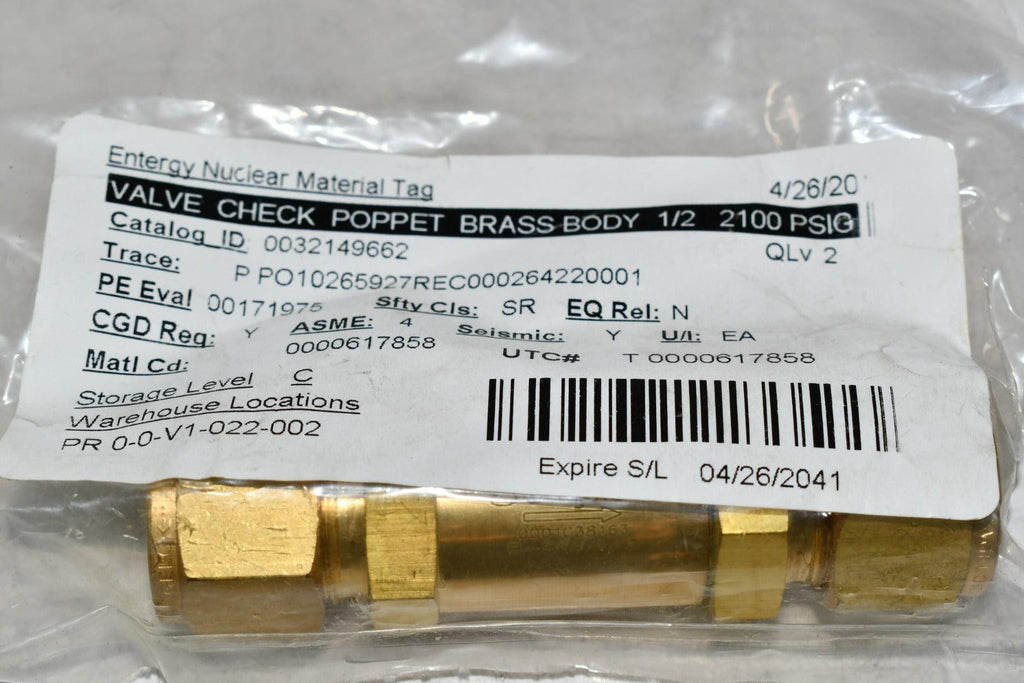 Entergy Nuclear Material Tag 4/26/20
VALVE CHECK POPPET BRASS BODY 1/2 2100 PSIG
Catalog ID 0032149662 QLv 2
Trace: P PO10265927REC000264220001
PE Eval 00171975 Sfty Cls: SR EQ Rel: N
CGD Req: Y ASME: 4 Seismic: Y U/I: EA
Matl Cd: 0000617858 UTC# T 0000617858
Storage Level C
Warehouse Locations
PR 0-0-V1-022-002
Expire S/L 04/26/2041